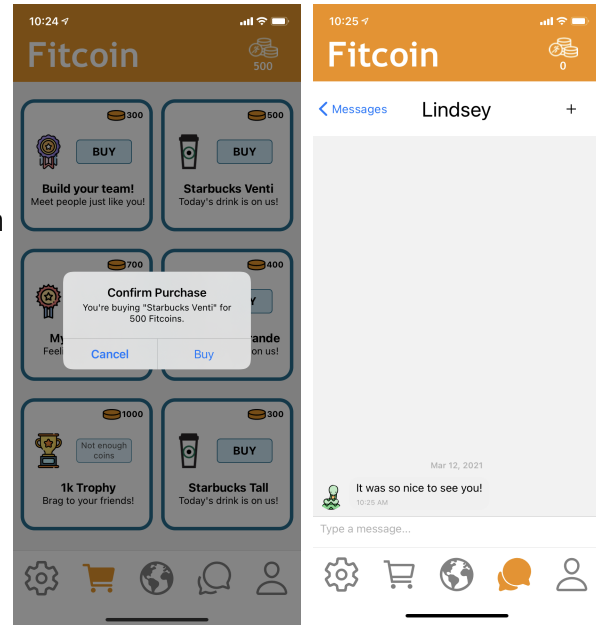 10:24
Fitcoin
500
300
BUY
Build your team!
Meet people just like you!
500
BUY
Starbucks Venti
Today's drink is on us!
700
My
Feeli
400
Y
ande
on us!
Confirm Purchase
You're buying "Starbucks Venti" for
500 Fitcoins.
Cancel
Buy
1000
Not enough
coins
1k Trophy
Brag to your friends!
300
BUY
Starbucks Tall
Today's drink is on us!
10:25
Fitcoin
0
Messages
Lindsey
+
Mar 12, 2021
It was so nice to see you!
10:25 AM
Type a message...